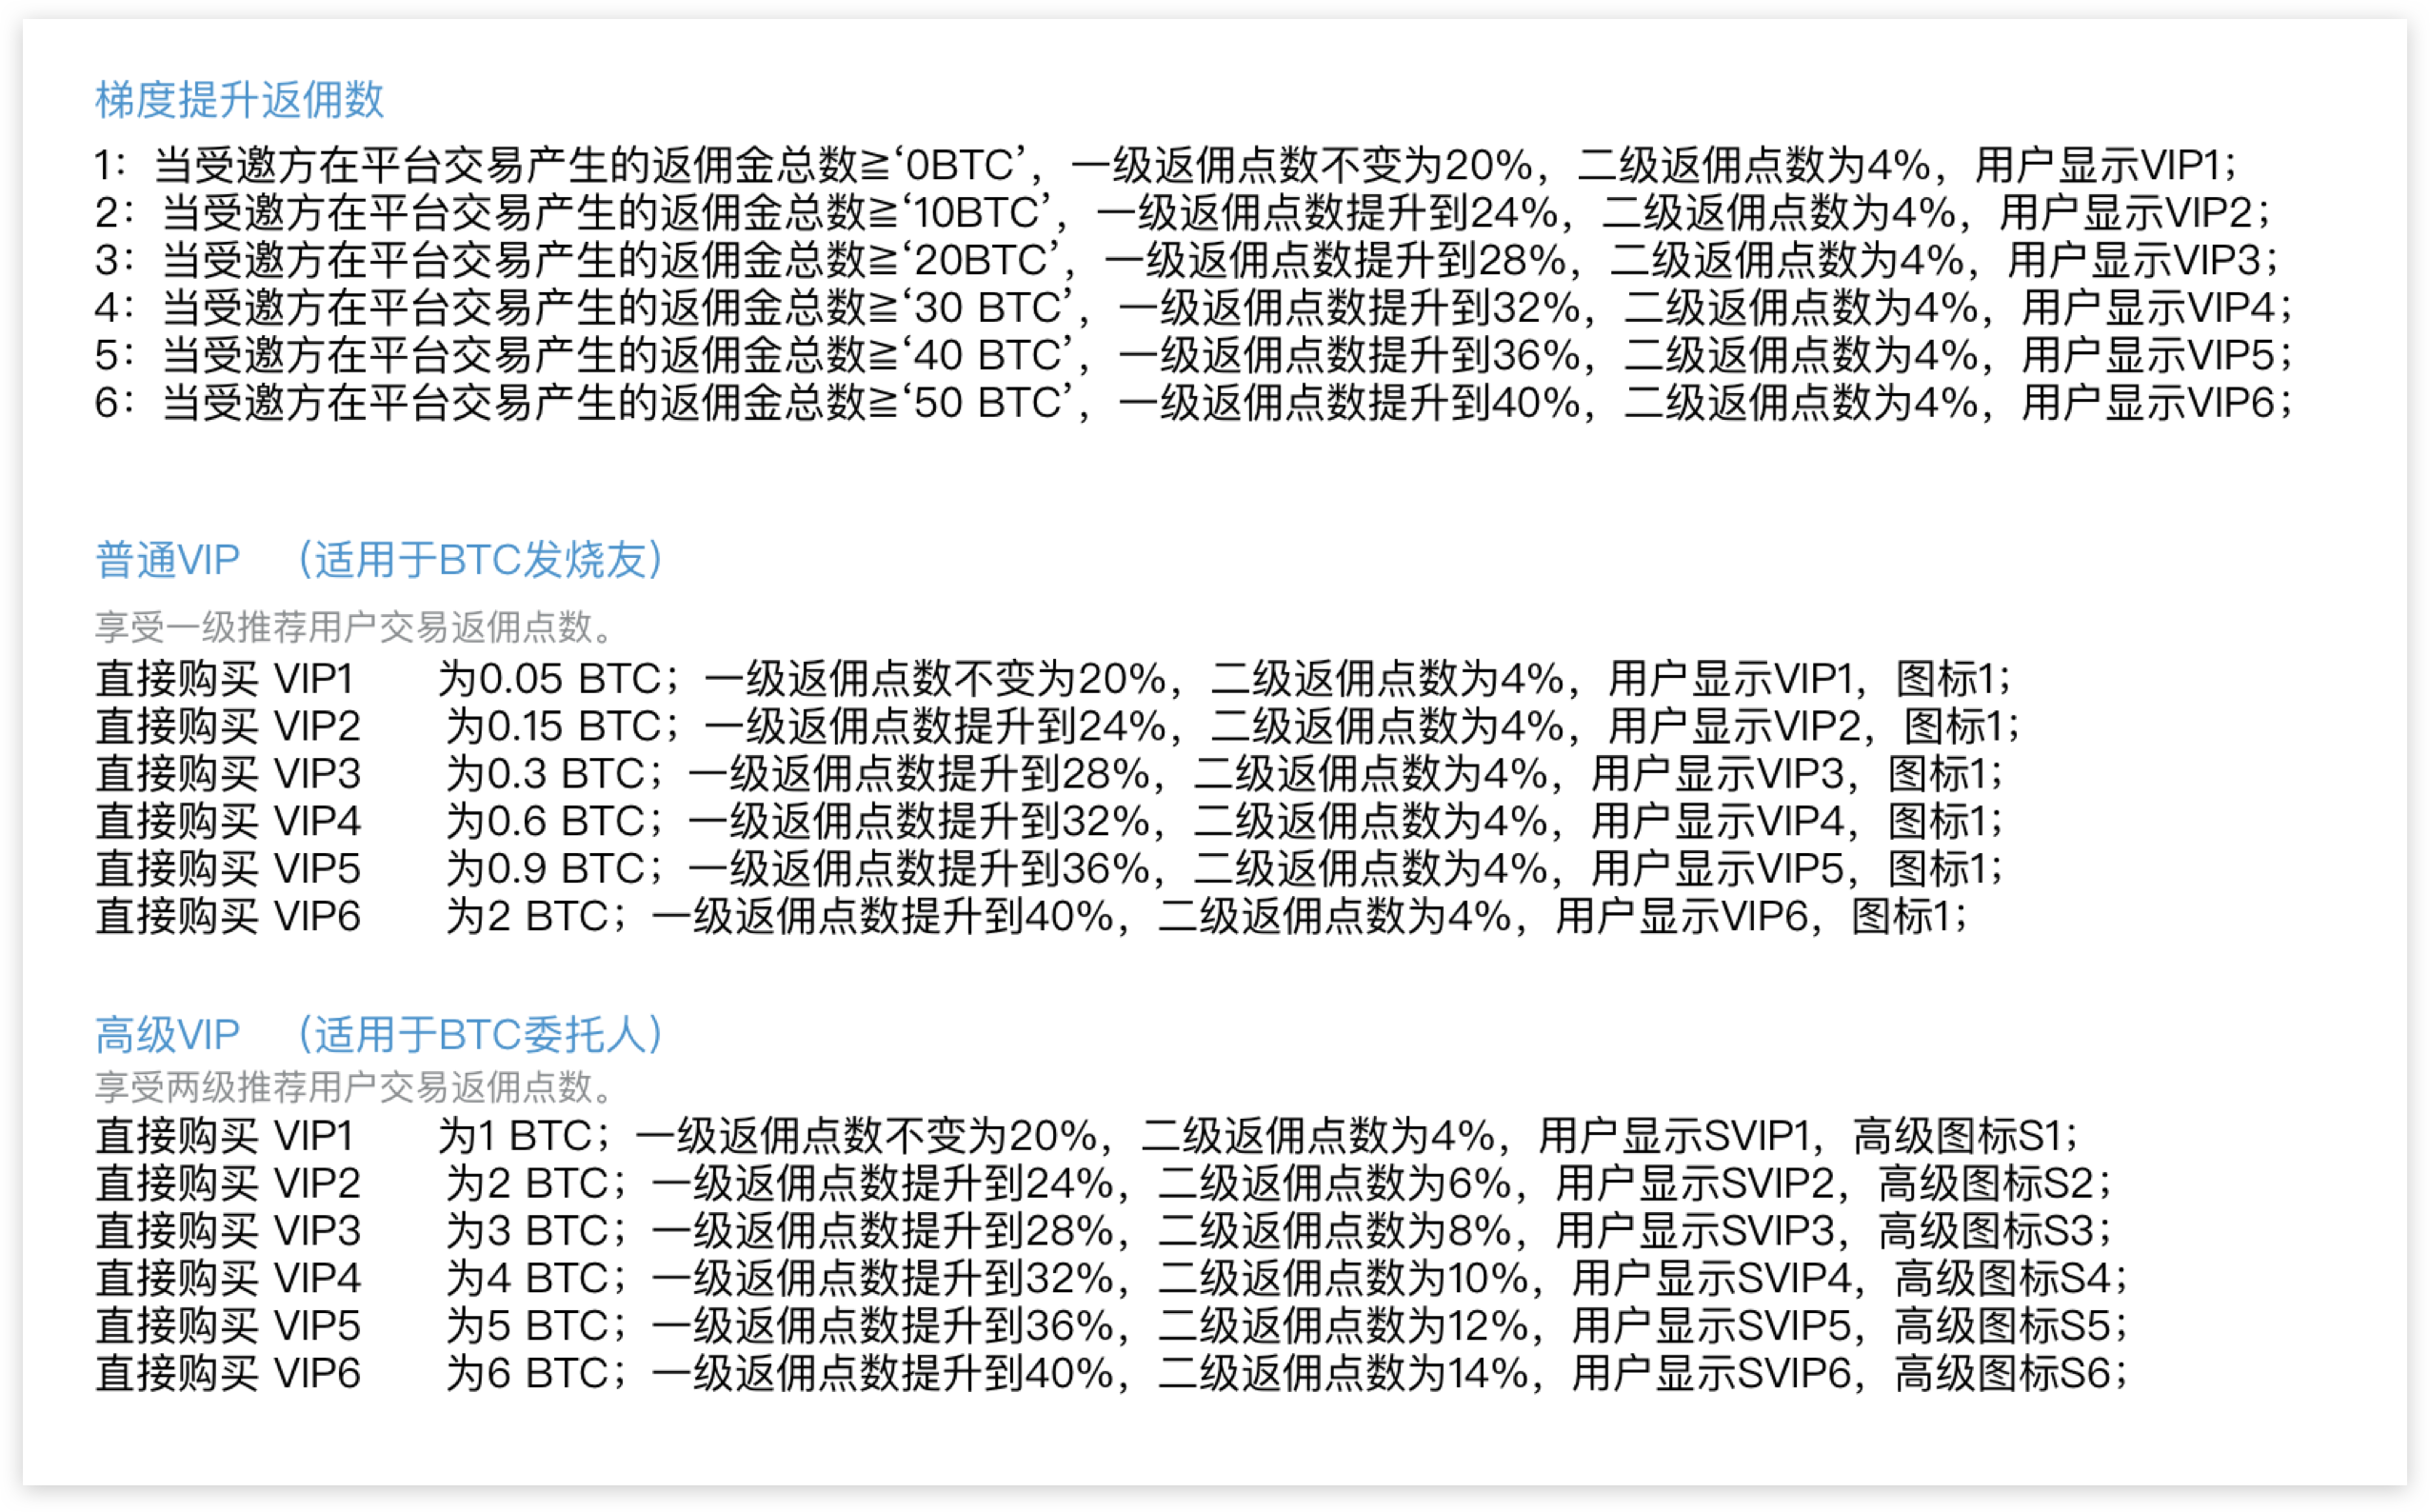 梯度提升返佣数
1：当受邀方在平台交易产生的返佣金总数≧‘0BTC’，一级返佣点数不变为20%，二级返佣点数为4%，用户显示VIP1；
2：当受邀方在平台交易产生的返佣金总数≧‘10BTC’，一级返佣点数提升到24%，二级返佣点数为4%，用户显示VIP2；
3：当受邀方在平台交易产生的返佣金总数≧‘20BTC’，一级返佣点数提升到28%，二级返佣点数为4%，用户显示VIP3；
4：当受邀方在平台交易产生的返佣金总数≧‘30 BTC’，一级返佣点数提升到32%，二级返佣点数为4%，用户显示VIP4；
5：当受邀方在平台交易产生的返佣金总数≧‘40 BTC’，一级返佣点数提升到36%，二级返佣点数为4%，用户显示VIP5；
6：当受邀方在平台交易产生的返佣金总数≧‘50 BTC’，一级返佣点数提升到40%，二级返佣点数为4%，用户显示VIP6；
普通VIP （适用于BTC发烧友）
享受一级推荐用户交易返佣点数。
直接购买 VIP1 为0.05 BTC；一级返佣点数不变为20%，二级返佣点数为4%，用户显示VIP1，图标1；
直接购买 VIP2 为0.15 BTC；一级返佣点数提升到24%，二级返佣点数为4%，用户显示VIP2，图标1；
直接购买 VIP3 为0.3 BTC；一级返佣点数提升到28%，二级返佣点数为4%，用户显示VIP3，图标1；
直接购买 VIP4 为0.6 BTC；一级返佣点数提升到32%，二级返佣点数为4%，用户显示VIP4，图标1；
直接购买 VIP5 为0.9 BTC；一级返佣点数提升到36%，二级返佣点数为4%，用户显示VIP5，图标1；
直接购买 VIP6 为2 BTC；一级返佣点数提升到40%，二级返佣点数为4%，用户显示VIP6，图标1；
高级VIP （适用于BTC委托人）
享受两级推荐用户交易返佣点数。
直接购买 VIP1 为1 BTC；一级返佣点数不变为20%，二级返佣点数为4%，用户显示SVIP1，高级图标S1；
直接购买 VIP2 为2 BTC；一级返佣点数提升到24%，二级返佣点数为6%，用户显示SVIP2，高级图标S2；
直接购买 VIP3 为3 BTC；一级返佣点数提升到28%，二级返佣点数为8%，用户显示SVIP3，高级图标S3；
直接购买 VIP4 为4 BTC；一级返佣点数提升到32%，二级返佣点数为10%，用户显示SVIP4，高级图标S4；
直接购买 VIP5 为5 BTC；一级返佣点数提升到36%，二级返佣点数为12%，用户显示SVIP5，高级图标S5；
直接购买 VIP6 为6 BTC；一级返佣点数提升到40%，二级返佣点数为14%，用户显示SVIP6，高级图标S6；